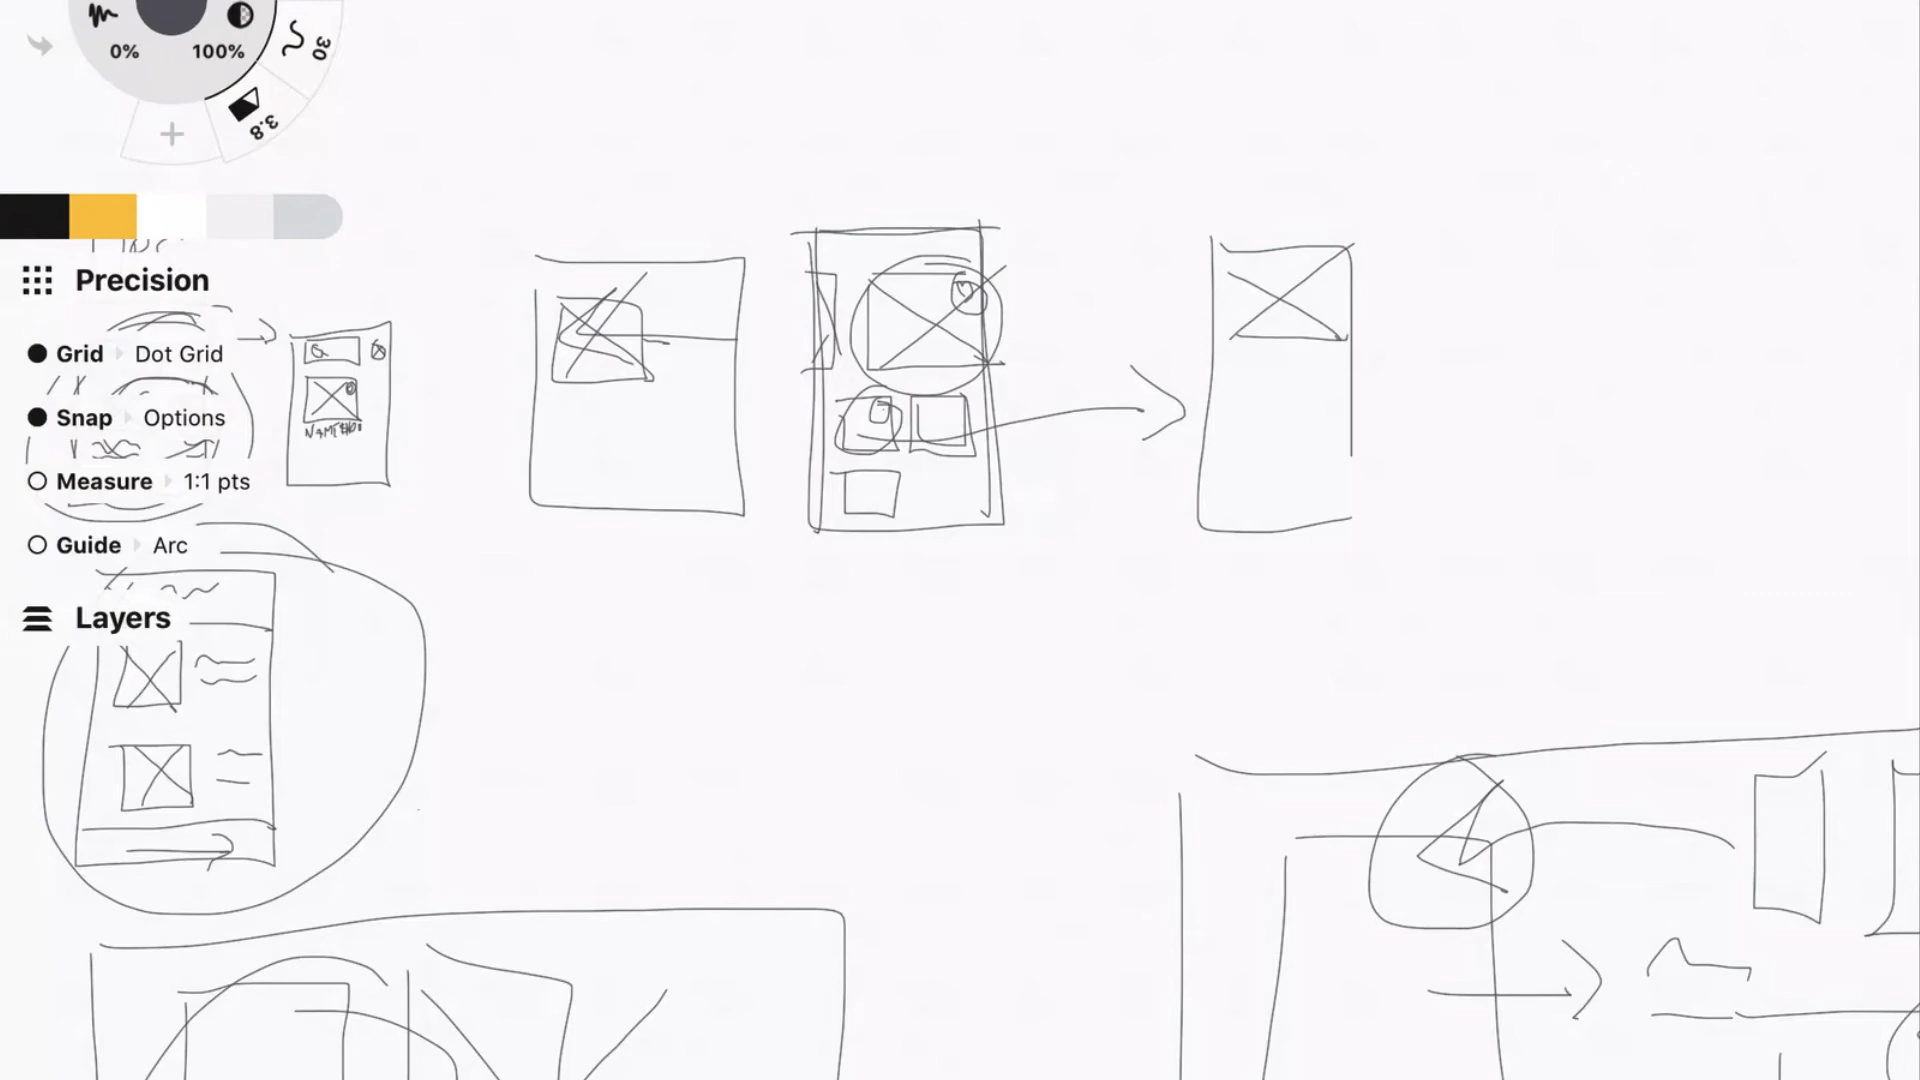 0% 100%
30
3.8
Precision
Grid Dot Grid
Snap Options
Measure 1:1 pts
Guide Arc
Layers